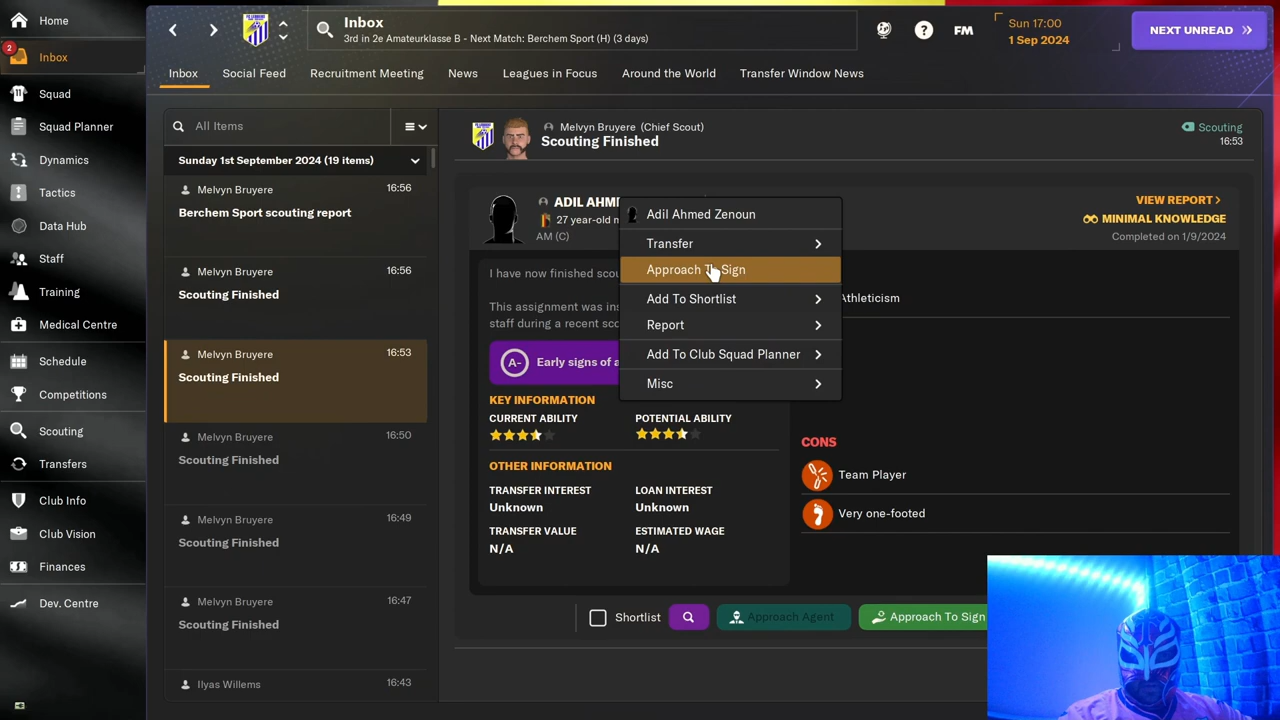 Home
2
Inbox
Squad
Squad Planner
Dynamics
Tactics
Data Hub
Staff
Training
Medical Centre
Schedule
Competitions
Scouting
Transfers
Club Info
Club Vision
Finances
Dev. Centre
Inbox
3rd in 2e Amateurklasse B - Next Match: Berchem Sport (H) (3 days)
?
FM
Sun 17:00
1 Sep 2024
NEXT UNREAD
Inbox
Social Feed
Recruitment Meeting
News
Leagues in Focus
Around the World
Transfer Window News
All Items
Sunday 1st September 2024 (19 items)
Melvyn Bruyere 16:56
Berchem Sport scouting report
Melvyn Bruyere 16:56
Scouting Finished
Melvyn Bruyere 16:53
Scouting Finished
Melvyn Bruyere 16:50
Scouting Finished
Melvyn Bruyere 16:49
Scouting Finished
Melvyn Bruyere 16:47
Scouting Finished
Ilyas Willems 16:43
Melvyn Bruyere (Chief Scout)
Scouting Finished
Scouting
16:53
ADIL AHM
27 year-old
AM (C)
VIEW REPORT
MINIMAL KNOWLEDGE
Completed on 1/9/2024
Adil Ahmed Zenoun
Transfer
Approach To Sign
Add To Shortlist
Report
Add To Club Squad Planner
Misc
I have now finished
This assignment was
staff during a recent
A-
Early signs of a
KEY INFORMATION
CURRENT ABILITY
POTENTIAL ABILITY
OTHER INFORMATION
TRANSFER INTEREST
Unknown
LOAN INTEREST
Unknown
TRANSFER VALUE
N/A
ESTIMATED WAGE
N/A
Athleticism
CONS
Team Player
Very one-footed
Shortlist
Approach Agent
Approach To Sign